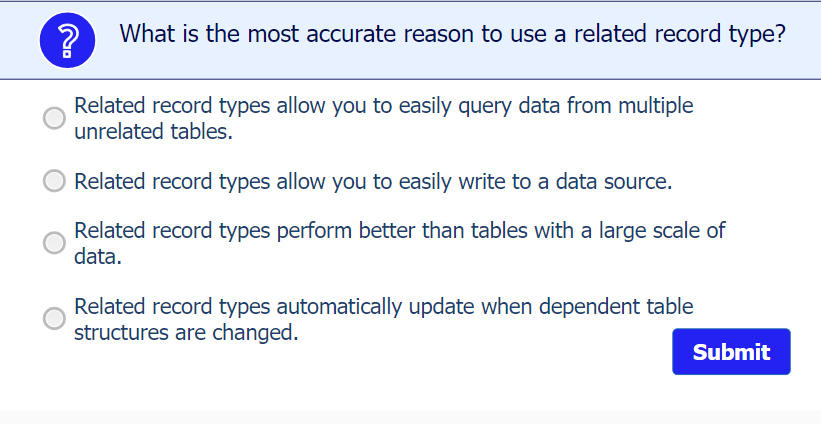 ?
What is the most accurate reason to use a related record type?
Related record types allow you to easily query data from multiple
unrelated tables.
Related record types allow you to easily write to a data source.
Related record types perform better than tables with a large scale of
data.
Related record types automatically update when dependent table
structures are changed.
Submit